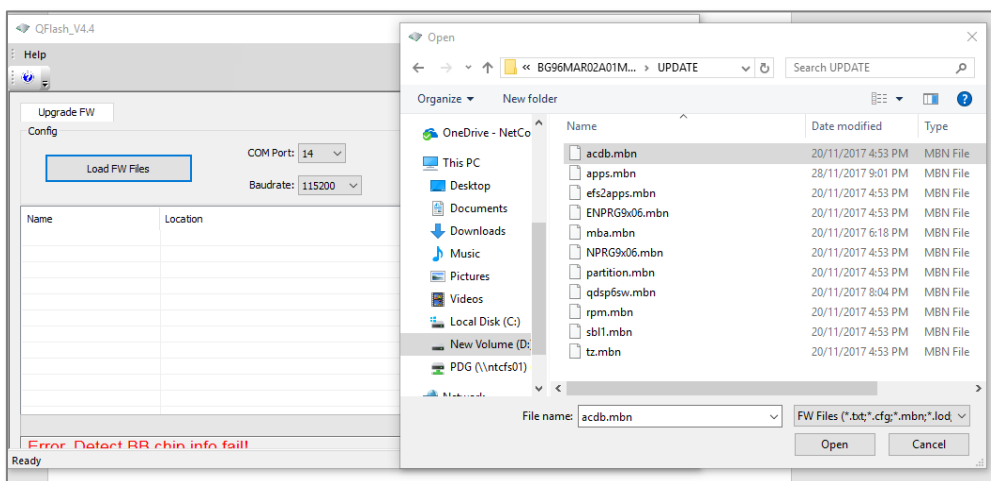 QFlash_V4.4
Help
Upgrade FW
Config
Load FW Files
COM Port: 14
Baudrate: 115200
Name Location
Error, Detect BB chip info fail!
Ready
Open
« BG96MAR02A01M... › UPDATE
Search UPDATE
Organize New folder
OneDrive - NetCo
This PC
Desktop
Documents
Downloads
Music
Pictures
Videos
Local Disk (C:)
New Volume (D:
PDG (\\ntcfs01)
Network
Name Date modified Type
acdb.mbn 20/11/2017 4:53 PM MBN File
apps.mbn 28/11/2017 9:01 PM MBN File
efs2apps.mbn 20/11/2017 4:53 PM MBN File
ENPRG9x06.mbn 20/11/2017 4:53 PM MBN File
mba.mbn 20/11/2017 6:18 PM MBN File
NPRG9x06.mbn 20/11/2017 4:53 PM MBN File
partition.mbn 20/11/2017 4:53 PM MBN File
qdsp6sw.mbn 20/11/2017 8:04 PM MBN File
rpm.mbn 20/11/2017 4:53 PM MBN File
sbl1.mbn 20/11/2017 4:53 PM MBN File
tz.mbn 20/11/2017 4:53 PM MBN File
File name: acdb.mbn
FW Files (*.txt;*.cfg;*.mbn;*.lod;
Open Cancel